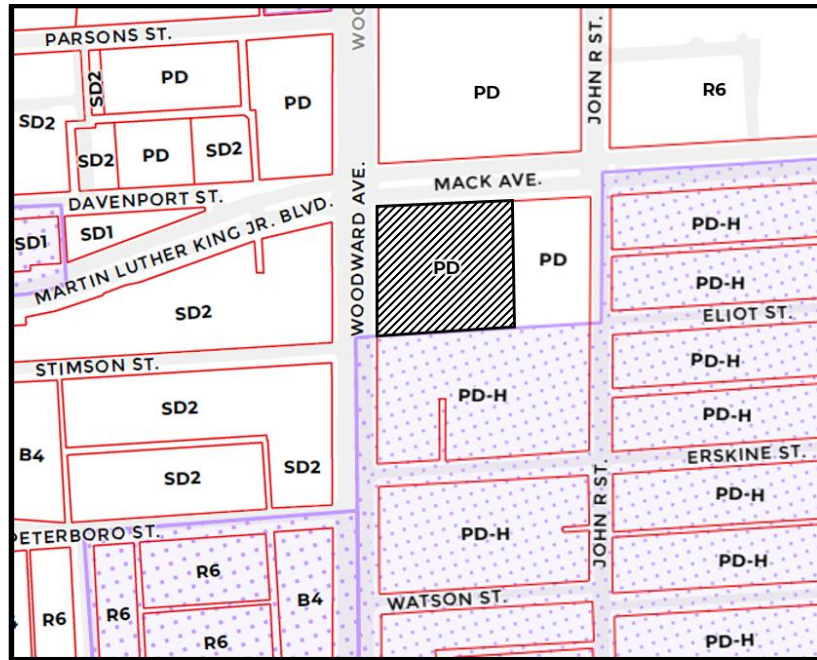 PARSONS ST.
WOO
JOHN R ST.
SD2
PD
PD
PD
R6
SD2
SD2
PD
SD2
MACK AVE.
DAVENPORT ST.
SD1
SD1
MARTIN LUTHER KING JR. BLVD.
WOODWARD AVE.
PD
PD
PD-H
PD-H
ELIOT ST.
SD2
STIMSON ST.
PD-H
PD-H
SD2
PD-H
B4
SD2
SD2
ERSKINE ST.
JOHN R ST.
PD-H
PETERBORO ST.
PD-H
PD-H
R6
R6
R6
B4
WATSON ST.
R6
PD-H